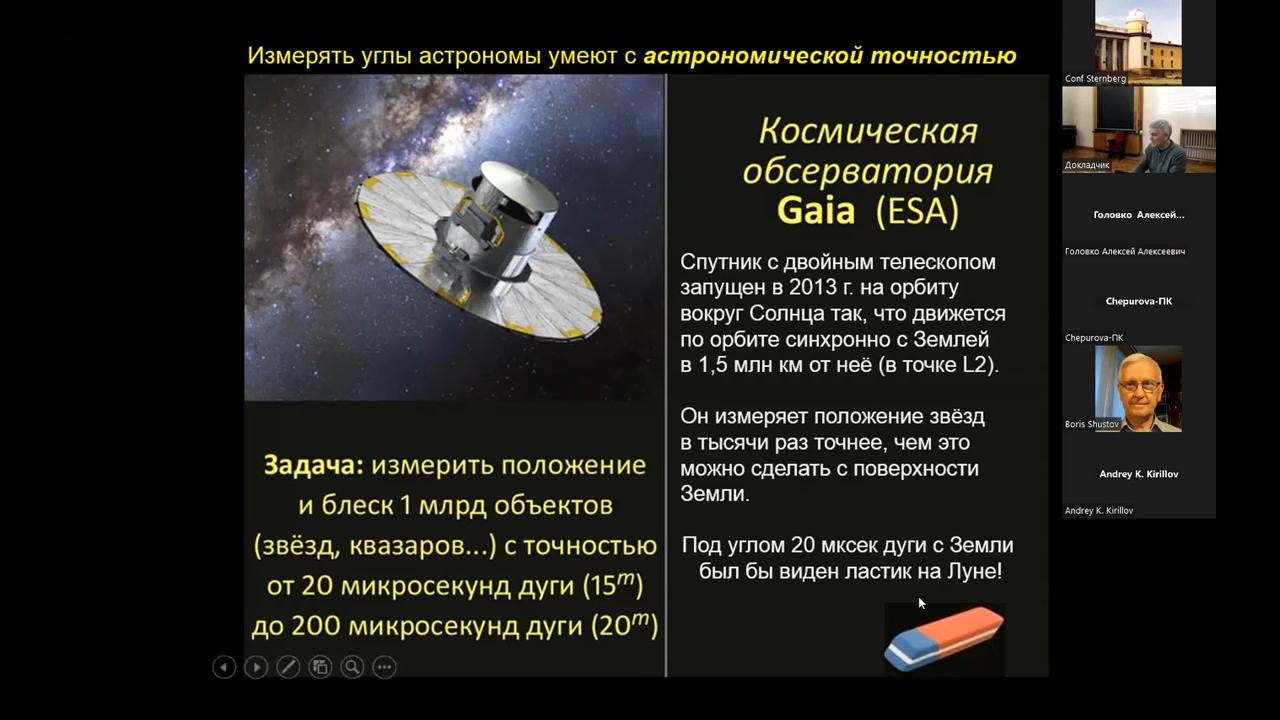 Измерять углы астрономы умеют с астрономической точностью
Космическая
обсерватория
Gaia (ESA)
Спутник с двойным телескопом
запущен в 2013 г. на орбиту
вокруг Солнца так, что движется
по орбите синхронно с Землей
в 1,5 млн км от неё (в точке L2).
Он измеряет положение звёзд
в тысячи раз точнее, чем это
можно сделать с поверхности
Земли.
Под углом 20 мксек дуги с Земли
был бы виден ластик на Луне!
Задача: измерить положение
и блеск 1 млрд объектов
(звёзд, квазаров...) с точностью
от 20 микросекунд дуги (15m)
до 200 микросекунд дуги (20m)
Conf Sternberg
Докладчик
Головко Алексей...
Головко Алексей Алексеевич
Chepurova-ПК
Chepurova-ПК
Boris Shustov
Andrey K. Kirillov
Andrey K. Kirillov